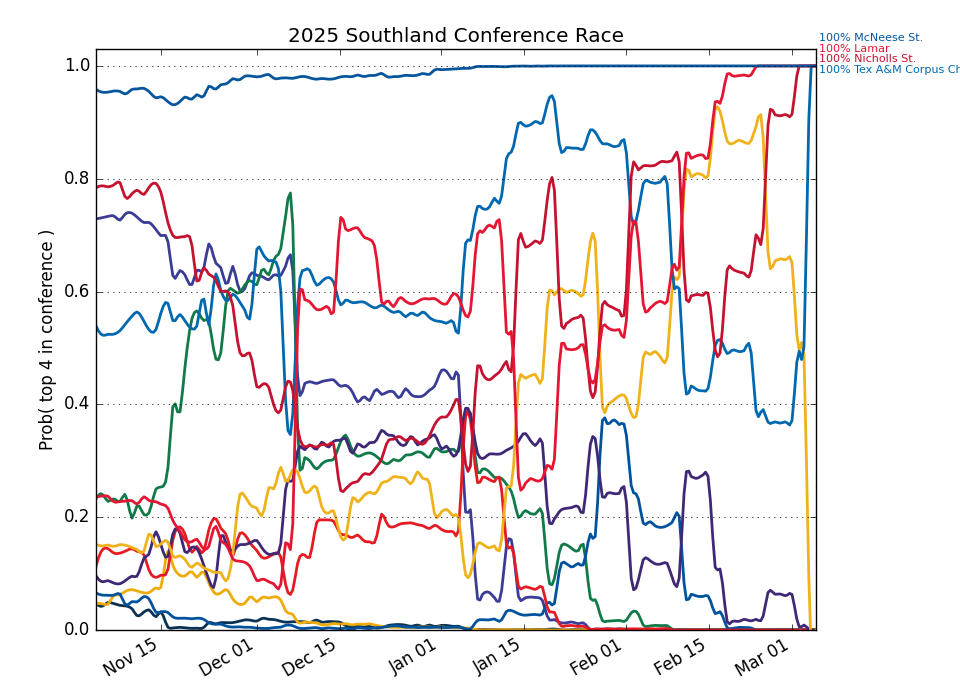 2025 Southland Conference Race
100% McNeese St.
100% Lamar
100% Nicholls St.
100% Tex A&M Corpus Ch
Prob( top 4 in conference )
1.0
0.8
0.6
0.4
0.2
0.0
Nov 15
Dec 01
Dec 15
Jan 01
Jan 15
Feb 01
Feb 15
Mar 01